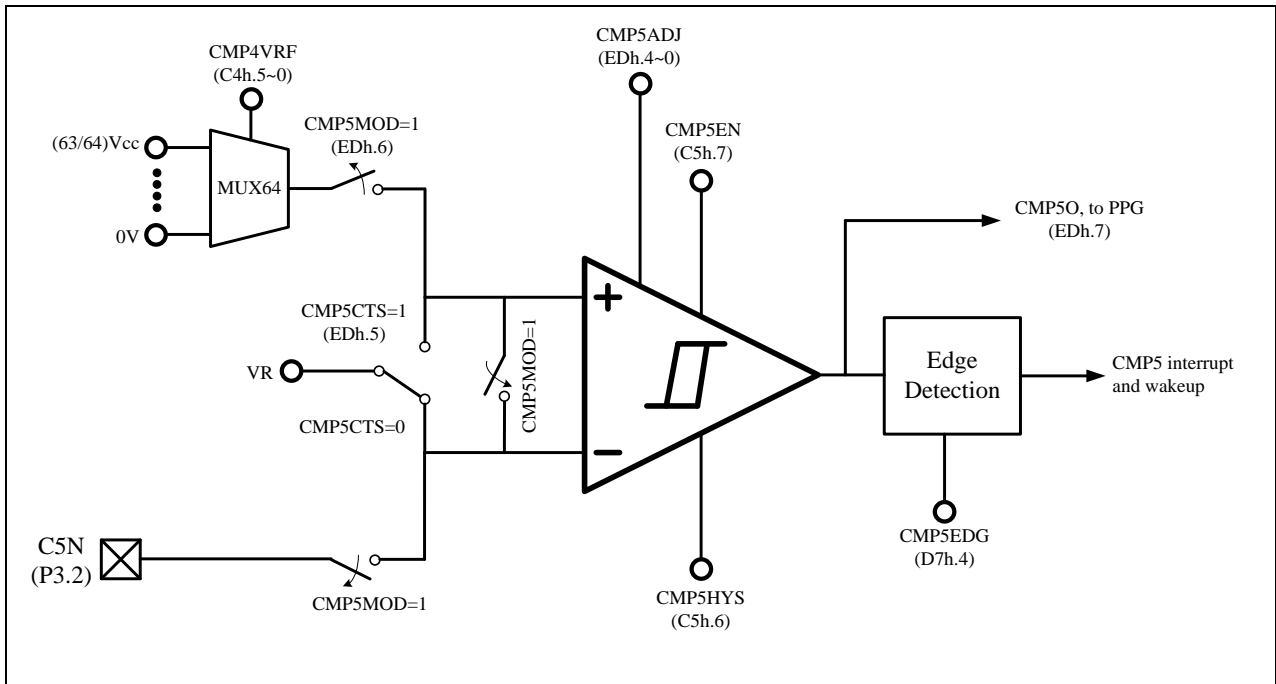 CMP4VRF
(C4h.5~0)
CMP5ADJ
(EDh.4~0)
(63/64)Vcc
CMP5MOD=1
(EDh.6)
CMP5EN
(C5h.7)
MUX64
0V
CMP5O, to PPG
(EDh.7)
CMP5CTS=1
(EDh.5)
+
CMP5MOD=1
VR
Edge
Detection
CMP5 interrupt
and wakeup
CMP5CTS=0
−
C5N
(P3.2)
CMP5MOD=1
CMP5HYS
(C5h.6)
CMP5EDG
(D7h.4)